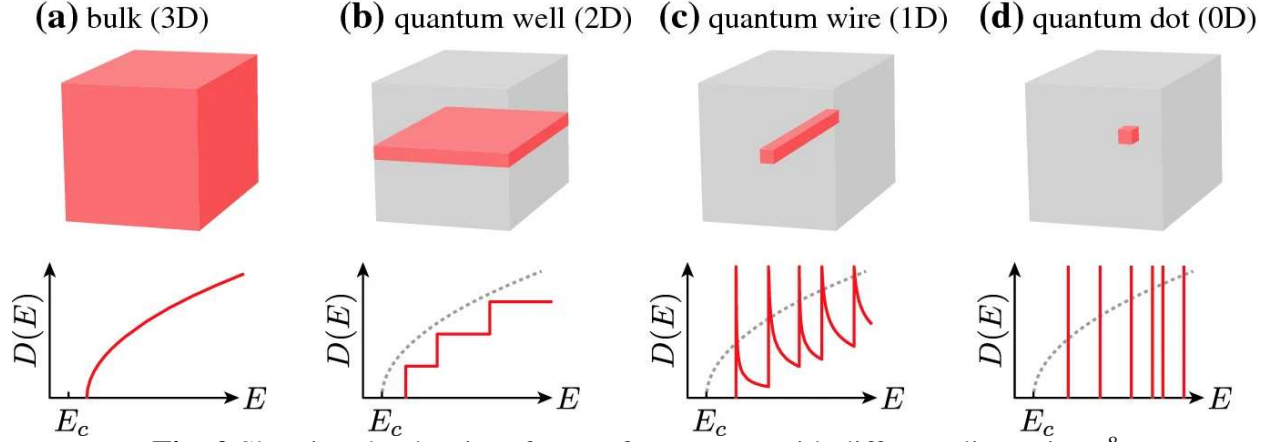 (a) bulk (3D)
(b) quantum well (2D)
(c) quantum wire (1D)
(d) quantum dot (0D)
D(E)
E_c
E
D(E)
E_c
E
D(E)
E_c
E
D(E)
E_c
E